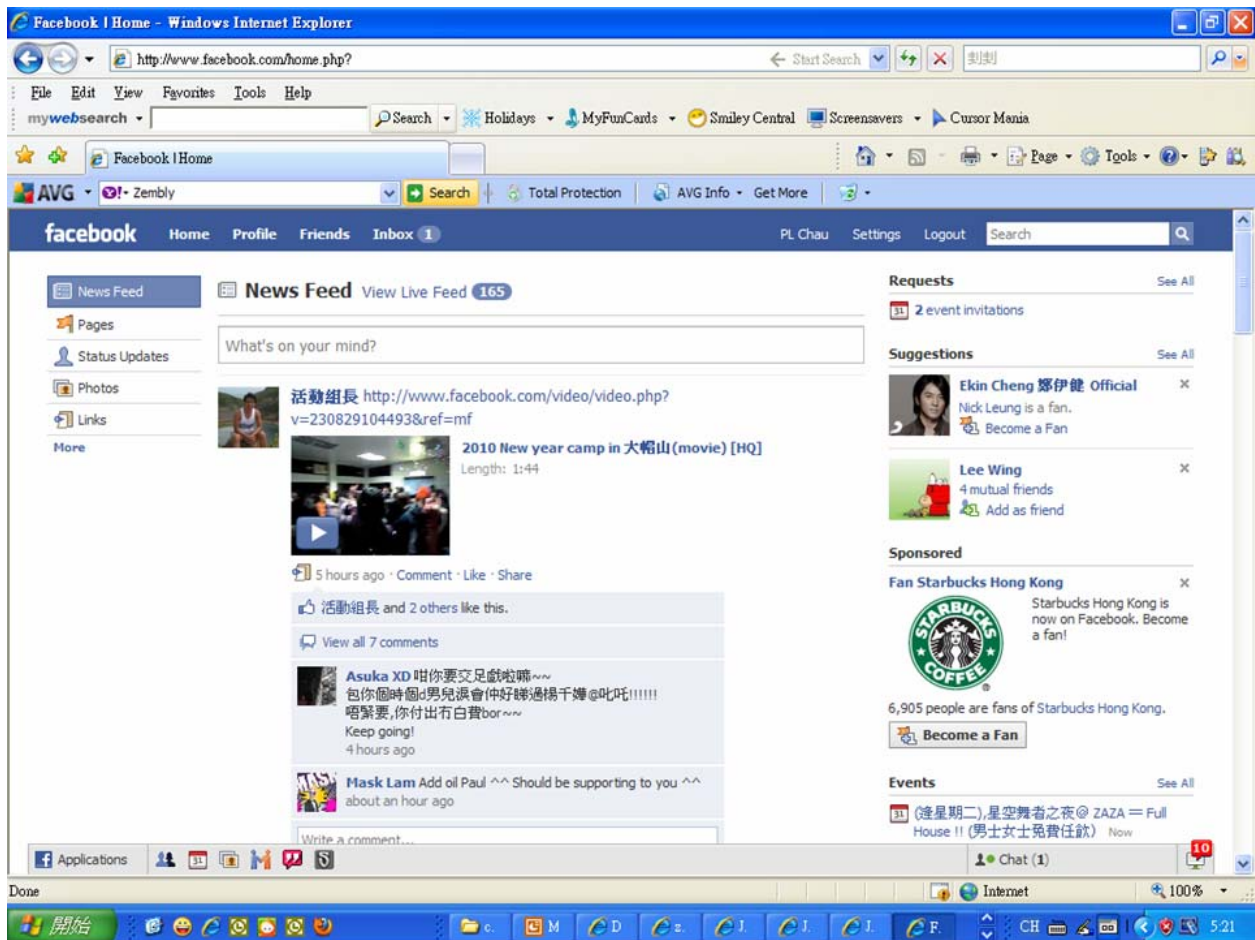 Facebook | Home - Windows Internet Explorer
http://www.facebook.com/home.php?
Start Search
File Edit View Favorites Tools Help
mywebsearch Search Holidays MyFunCards Smiley Central Screensavers Cursor Mania
Facebook | Home
Page Tools
AVG Y!- Zembly Search Total Protection AVG Info Get More
facebook Home Profile Friends Inbox 1 PL Chau Settings Logout Search
News Feed
Pages
Status Updates
Photos
Links
More
News Feed View Live Feed 165
What's on your mind?
活動組長 http://www.facebook.com/video/video.php?
v=230829104493&ref=mf
2010 New year camp in 大帽山(movie) [HQ]
Length: 1:44
5 hours ago · Comment · Like · Share
活動組長 and 2 others like this.
View all 7 comments
Asuka XD 咁你要交足戲啦嘛~~
包你個時個d男兒淚會仲好睇過楊千嬅@叱吒!!!!!!
唔緊要,你付出冇白費bor~~
Keep going!
4 hours ago
Mask Lam Add oil Paul ^^ Should be supporting to you ^^
about an hour ago
Write a comment...
Requests See All
31 2 event invitations
Suggestions See All
Ekin Cheng 鄭伊健 Official
Nick Leung is a fan.
Become a Fan
Lee Wing
4 mutual friends
Add as friend
Sponsored
Fan Starbucks Hong Kong
STARBUCKS COFFEE
Starbucks Hong Kong is
now on Facebook. Become
a fan!
6,905 people are fans of Starbucks Hong Kong.
Become a Fan
Events See All
31 (逢星期二),星空舞者之夜@ ZAZA = Full
House !! (男士女士免費任飲) Now
Applications 31 Chat (1) 10
Done Internet 100%
開始 c. M D z. J. J. J. F. CH 5:21